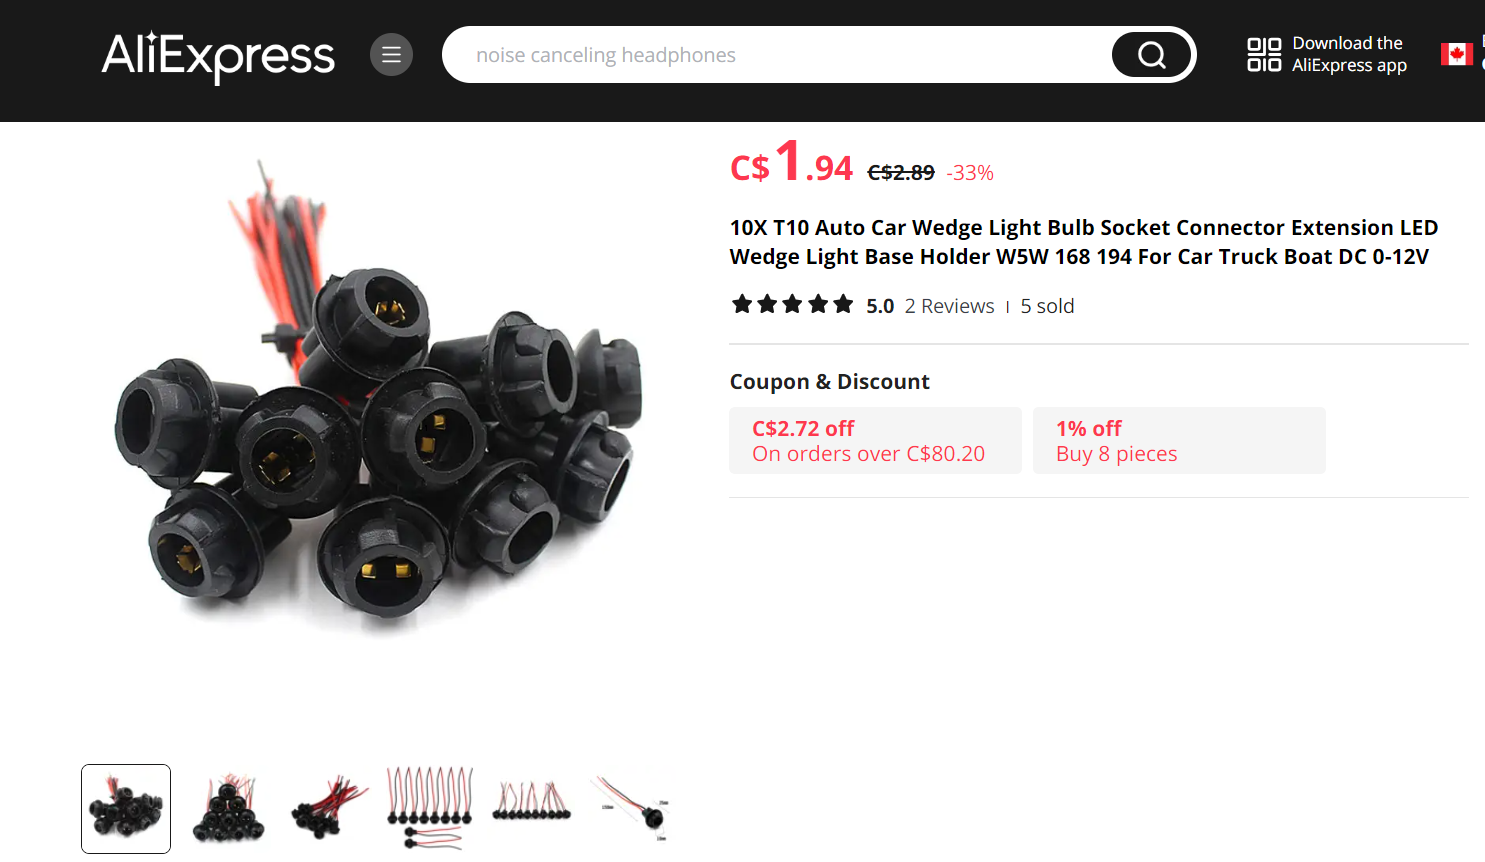 AliExpress
noise canceling headphones
Download the
AliExpress app
C$1.94 C$2.89 -33%
10X T10 Auto Car Wedge Light Bulb Socket Connector Extension LED
Wedge Light Base Holder W5W 168 194 For Car Truck Boat DC 0-12V
5.0 2 Reviews | 5 sold
Coupon & Discount
C$2.72 off
On orders over C$80.20
1% off
Buy 8 pieces